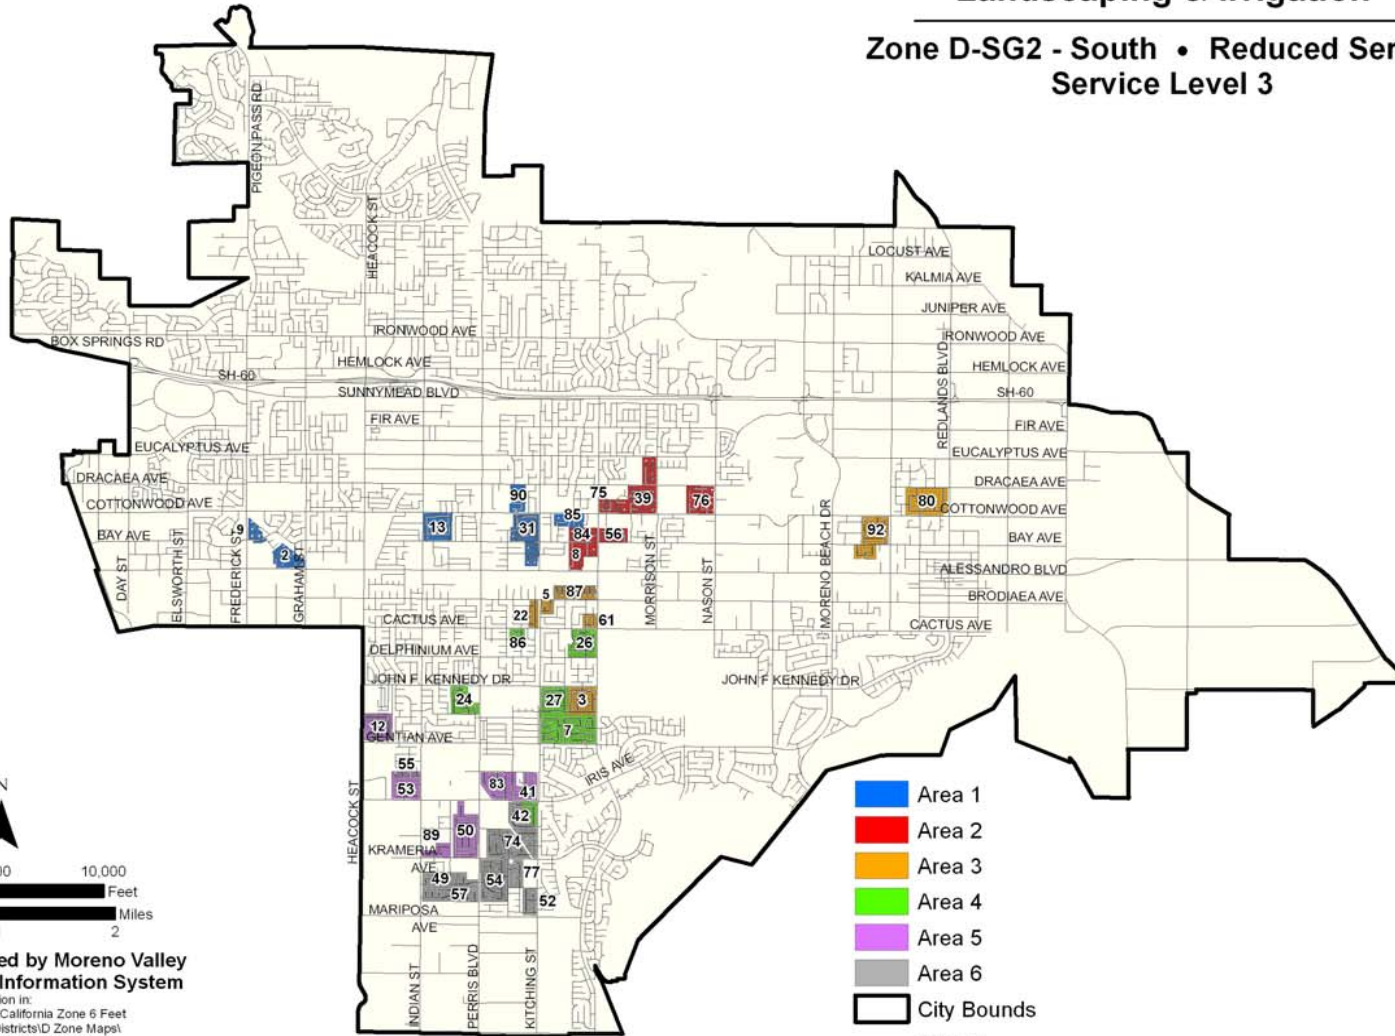 Landscaping & Irrigation
Zone D-SG2 - South • Reduced Ser
Service Level 3
PIGEON PASS RD
HEACOCK ST
LOCUST AVE
KALMIA AVE
JUNIPER AVE
IRONWOOD AVE
IRONWOOD AVE
BOX SPRINGS RD
HEMLOCK AVE
HEMLOCK AVE
REDLANDS BLVD
SH-60
SUNNYMEAD BLVD
SH-60
FIR AVE
FIR AVE
EUCALYPTUS AVE
EUCALYPTUS AVE
DRACAEA AVE
DRACAEA AVE
COTTONWOOD AVE
COTTONWOOD AVE
90
75
39
76
80
9
13
31
85
84
56
92
BAY AVE
BAY AVE
2
8
ALESSANDRO BLVD
DAY ST
ELSWORTH ST
FREDERICK ST
GRAHAM ST
MORRISON ST
NASON ST
MORENO BEACH DR
BRODIAEA AVE
5
87
22
61
CACTUS AVE
CACTUS AVE
86
26
DELPHINIUM AVE
JOHN F KENNEDY DR
JOHN F KENNEDY DR
24
27
3
12
7
GENTIAN AVE
55
53
83
41
IRIS AVE
42
HEACOCK ST
89
50
74
KRAMERIA
AVE
77
49
57
54
52
MARIPOSA
AVE
INDIAN ST
PERRIS BLVD
KITCHING ST
N
00
10,000
Feet
Miles
2
ed by Moreno Valley
Information System
ion in:
California Zone 6 Feet
Districts\D Zone Maps\
Area 1
Area 2
Area 3
Area 4
Area 5
Area 6
City Bounds